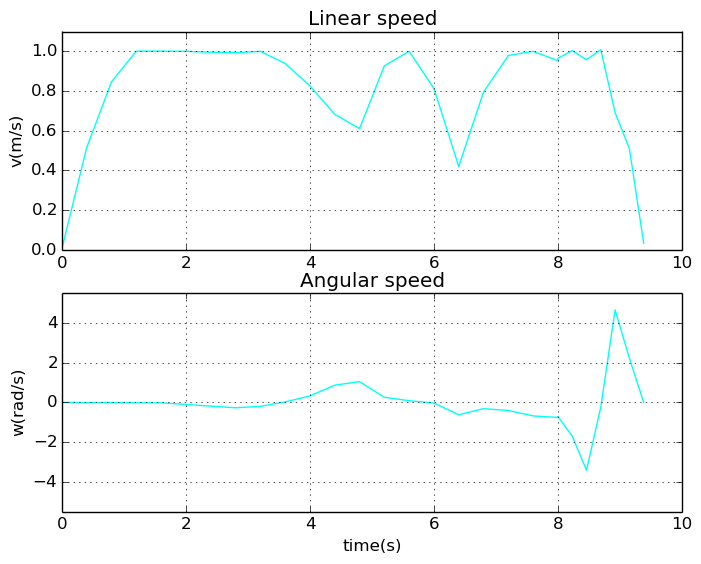 Linear speed
v(m/s)
1.0
0.8
0.6
0.4
0.2
0.0
0 2 4 6 8 10
Angular speed
w(rad/s)
4
2
0
−2
−4
0 2 4 6 8 10
time(s)